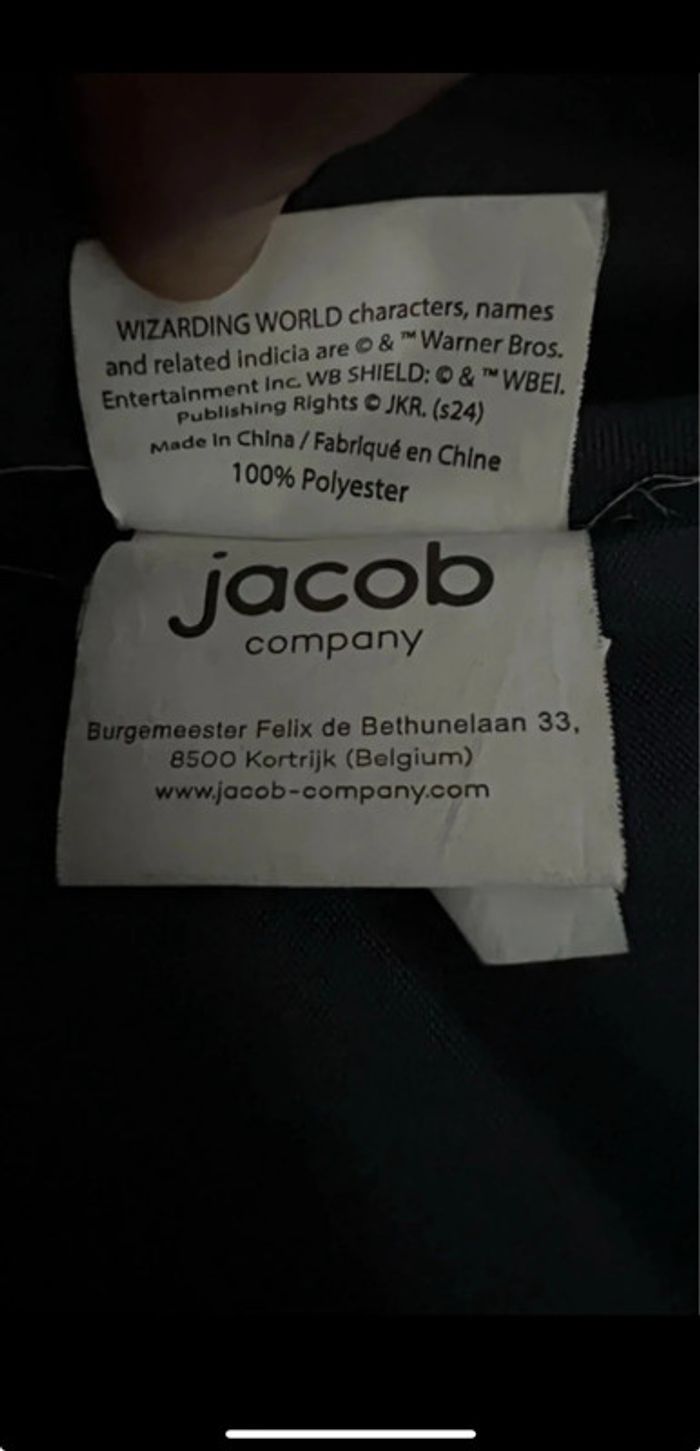 WIZARDING WORLD characters, names
and related indicia are © & ™ Warner Bros.
Entertainment Inc. WB SHIELD: © & ™ WBEI.
Publishing Rights © JKR. (s24)
Made in China / Fabriqué en Chine
100% Polyester
jacob
company
Burgemeester Felix de Bethunelaan 33,
8500 Kortrijk (Belgium)
www.jacob-company.com